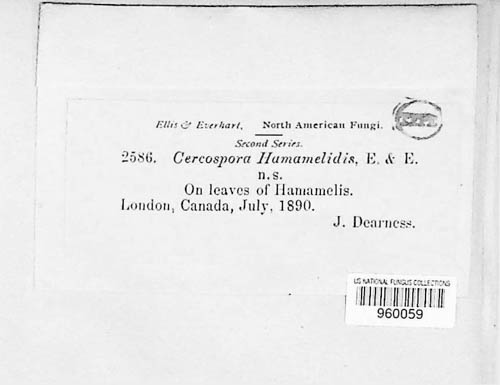 Ellis & Everhart, North American Fungi.
Second Series.
2586. Cercospora Hamamelidis, E. & E.
n. s.
On leaves of Hamamelis.
London, Canada, July, 1890.
J. Dearness.
US NATIONAL FUNGUS COLLECTIONS
960059